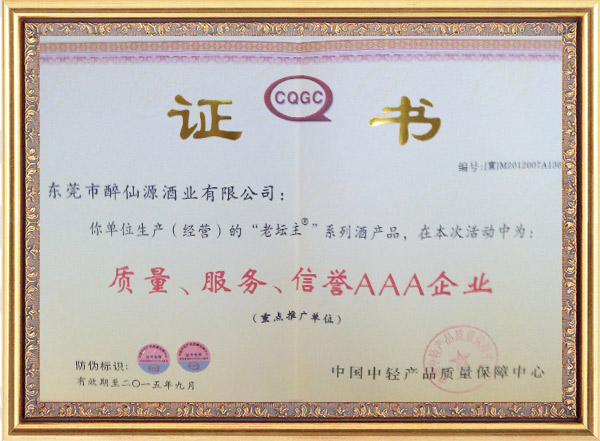 证 CQGC 书
编号:[质]M2012007A136
东莞市醉仙源酒业有限公司:
你单位生产(经营)的“老坛主®”系列酒产品,在本次活动中为:
质量、服务、信誉AAA企业
(重点推广单位)
防伪标识:
有效期至二〇一五年九月
中国中轻产品质量保障中心